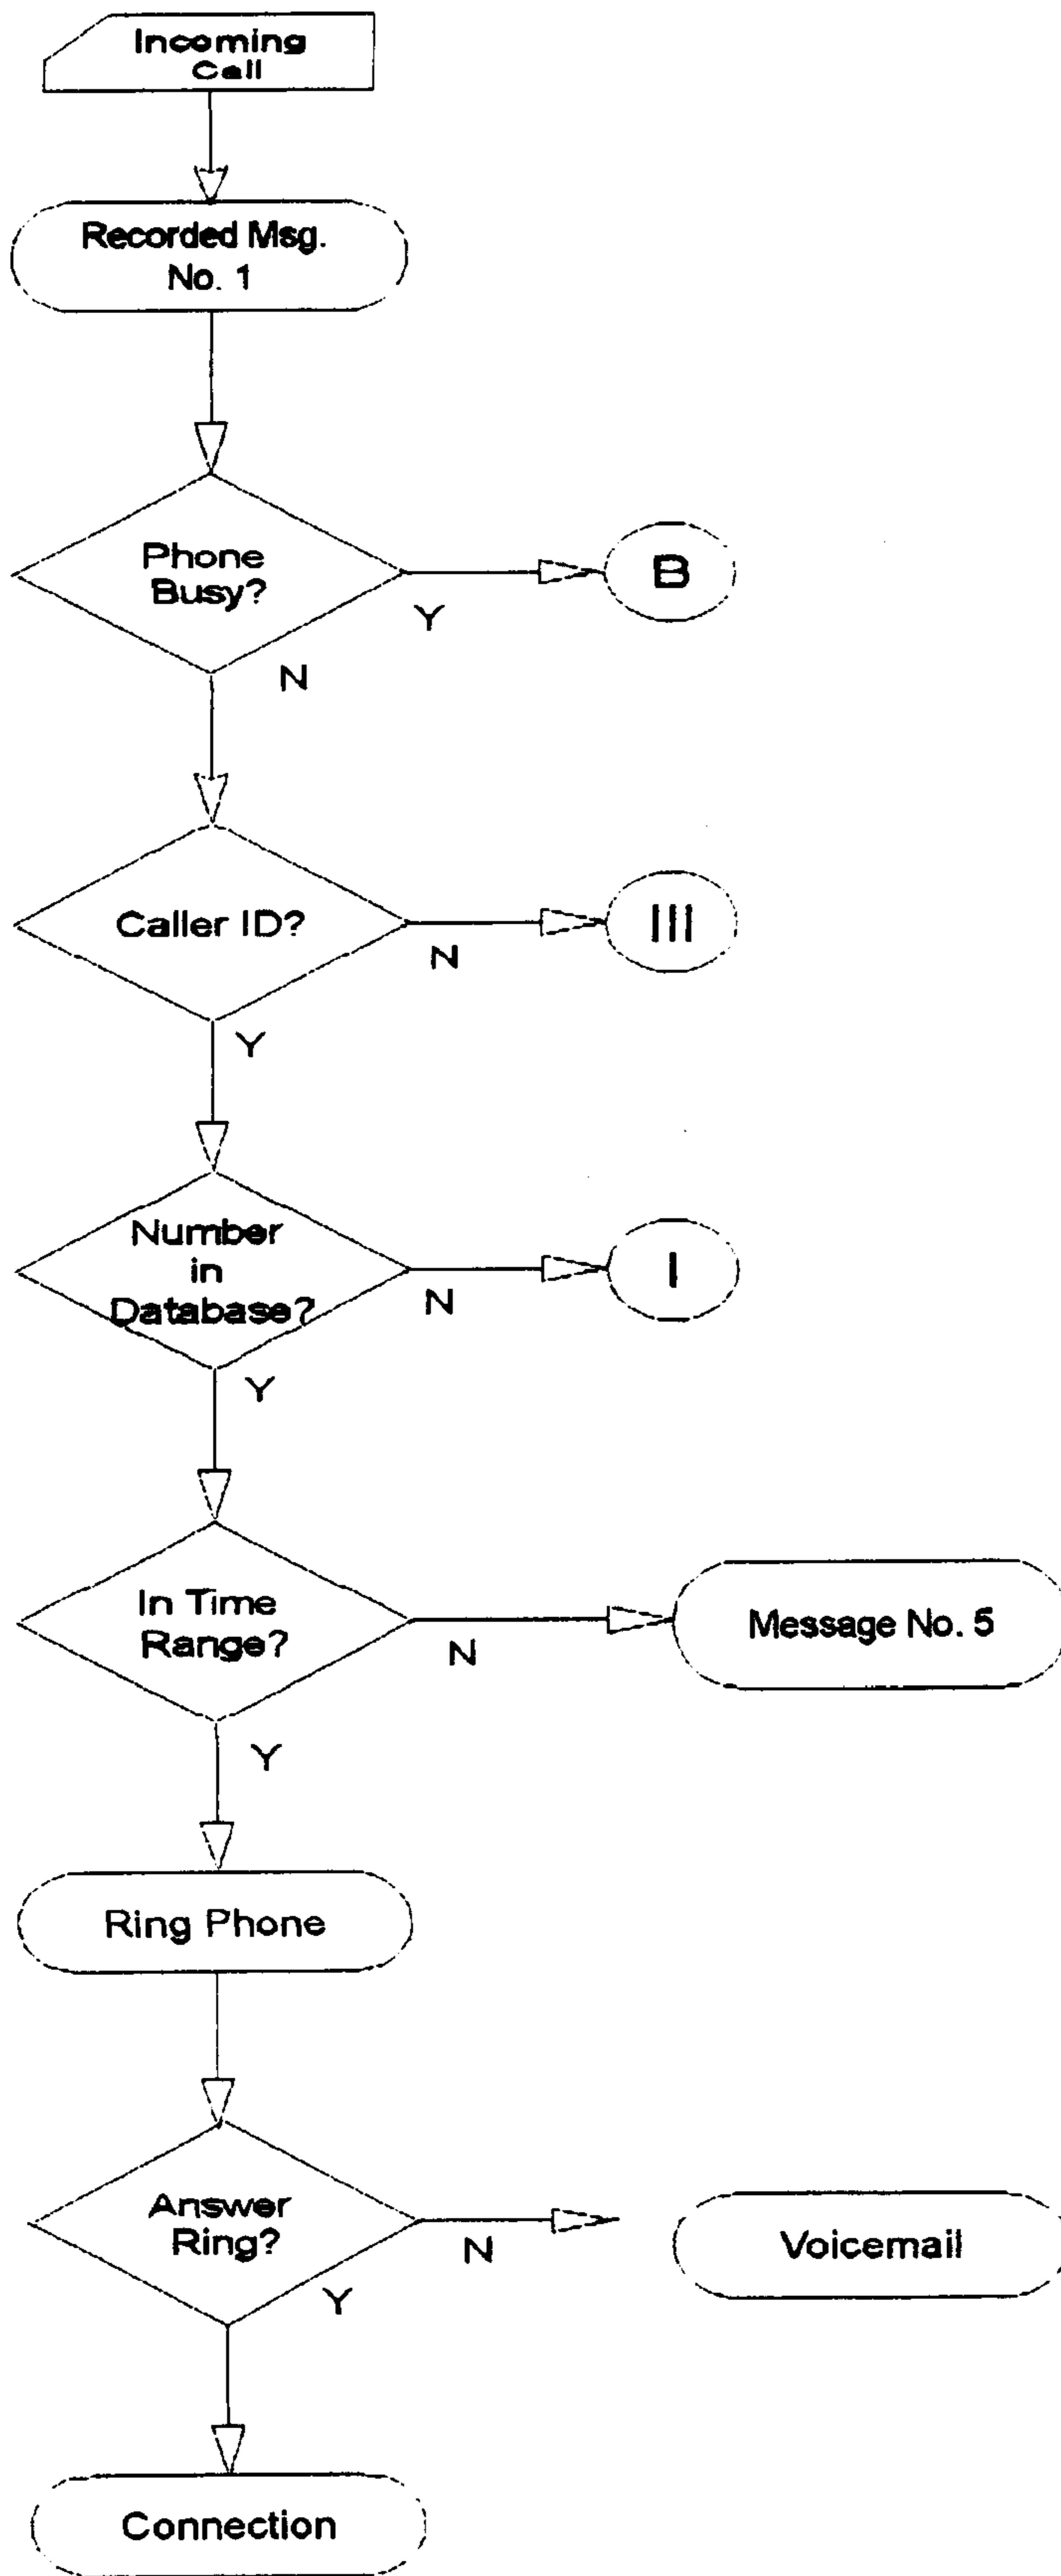 Incoming
Call
Recorded Msg.
No. 1
Phone
Busy?
Y
B
N
Caller ID?
N
III
Y
Number
in
Database?
N
I
Y
In Time
Range?
N
Message No. 5
Y
Ring Phone
Answer
Ring?
N
Voicemail
Y
Connection